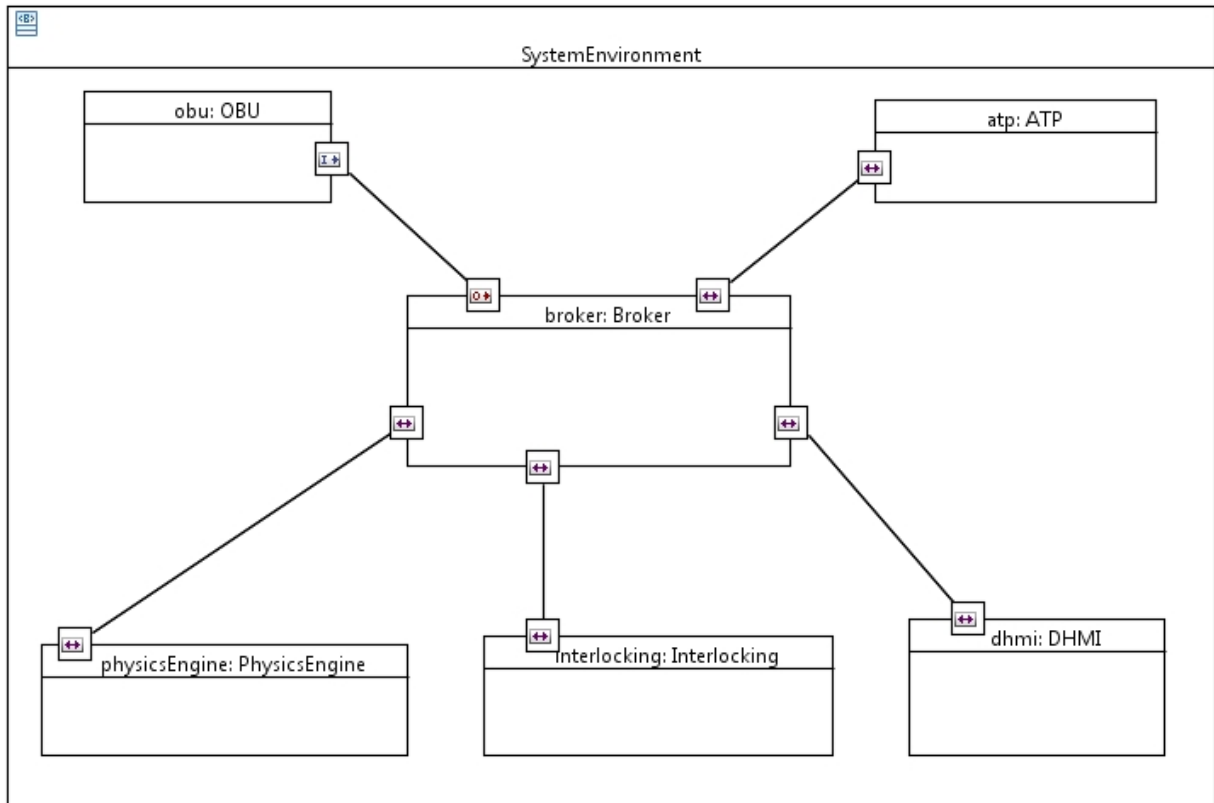 <B>
SystemEnvironment
obu: OBU
atp: ATP
I
O
broker: Broker
physicsEngine: PhysicsEngine
interlocking: Interlocking
dhmi: DHMI